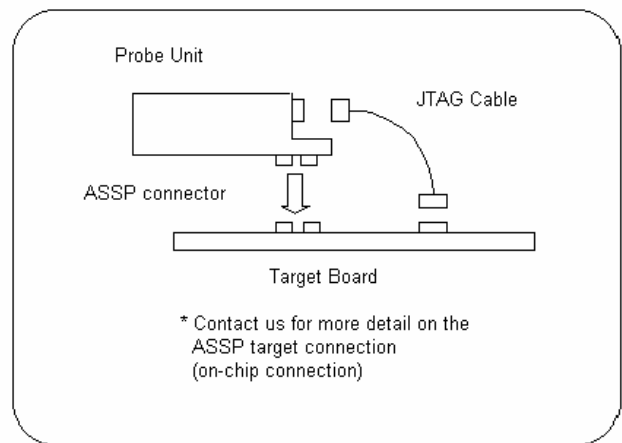 Probe Unit
JTAG Cable
ASSP connector
Target Board
* Contact us for more detail on the
ASSP target connection
(on-chip connection)